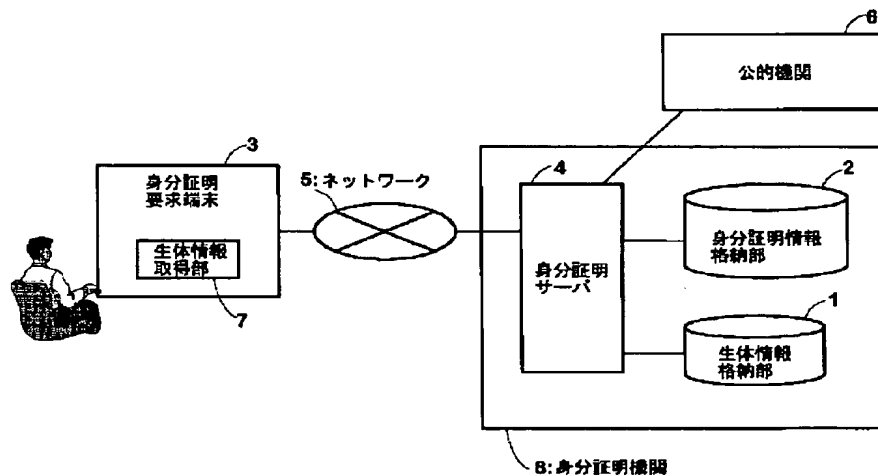 6
公的機関
3
身分証明
要求端末
5:ネットワーク
4
2
身分証明情報
格納部
生体情報
取得部
身分証明
サーバ
7
1
生体情報
格納部
8:身分証明機関